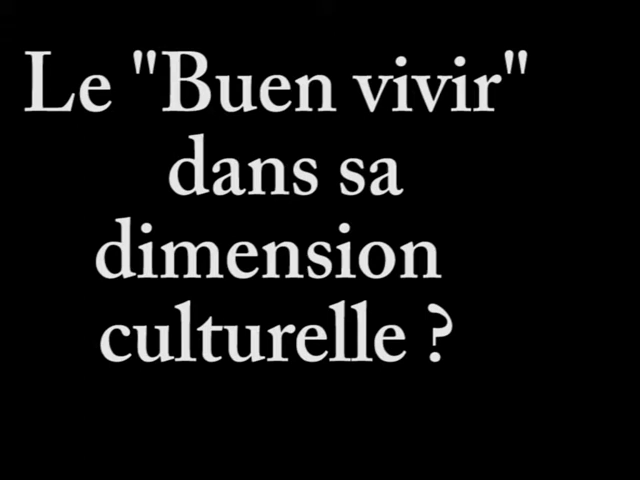 Le "Buen vivir"
dans sa
dimension
culturelle ?